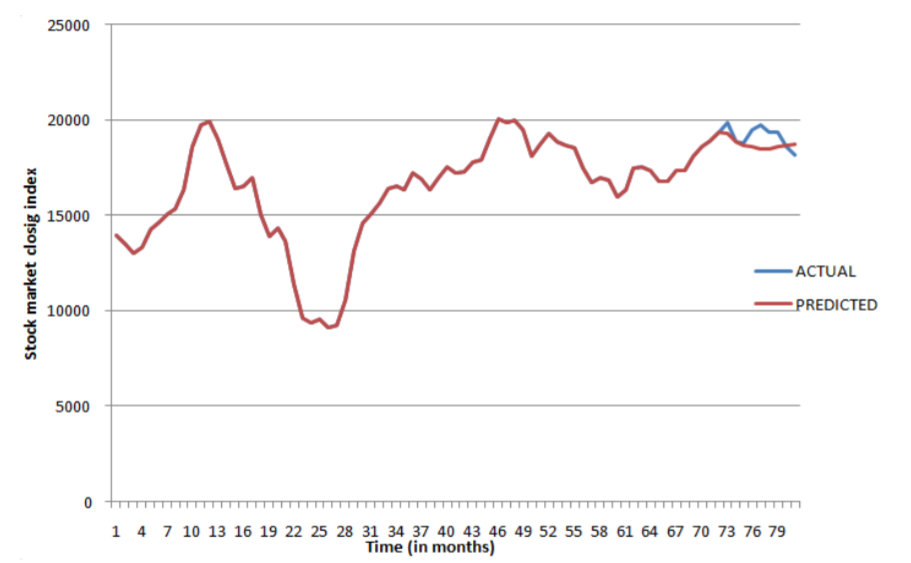 25000
20000
15000
10000
5000
0
Stock market closig index
1 4 7 10 13 16 19 22 25 28 31 34 37 40 43 46 49 52 55 58 61 64 67 70 73 76 79
Time (in months)
ACTUAL
PREDICTED